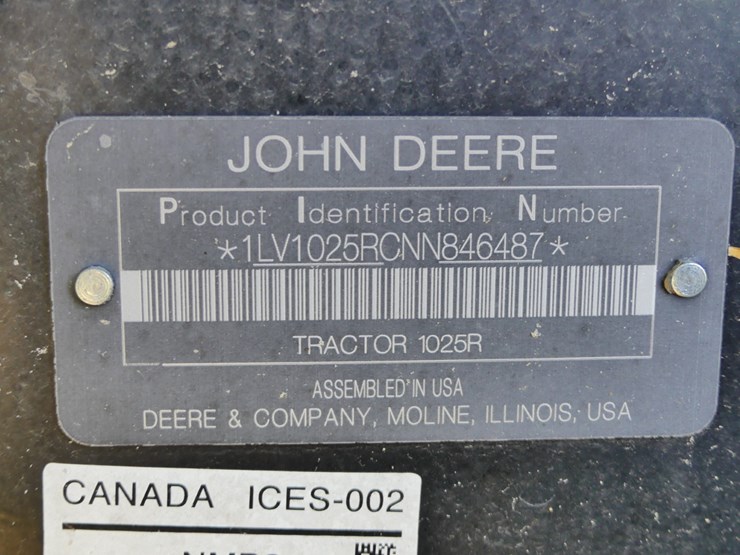 JOHN DEERE
Product Identification Number
*1LV1025RCNN846487*
TRACTOR 1025R
ASSEMBLED IN USA
DEERE & COMPANY, MOLINE, ILLINOIS, USA
CANADA ICES-002